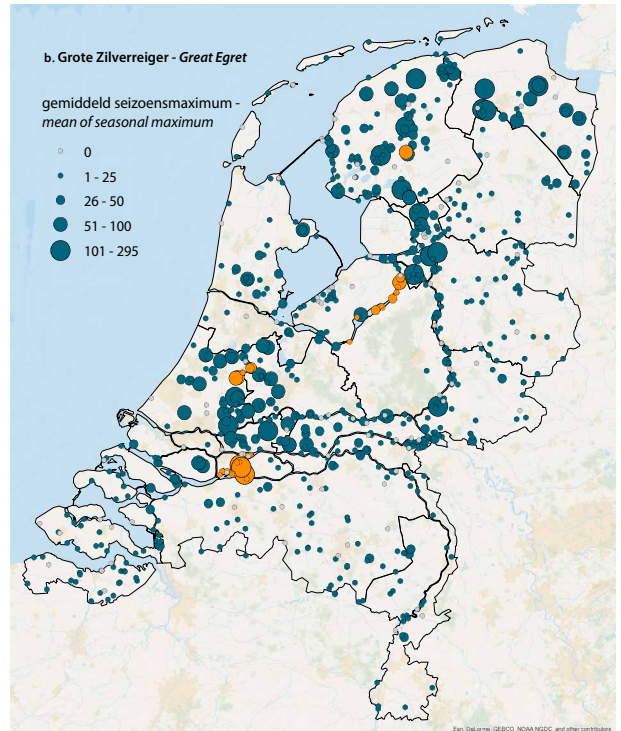 b. Grote Zilverreiger - Great Egret
gemiddeld seizoensmaximum -
mean of seasonal maximum
0
1 - 25
26 - 50
51 - 100
101 - 295
Esri, DeLorme, GEBCO, NOAA NGDC, and other contributors